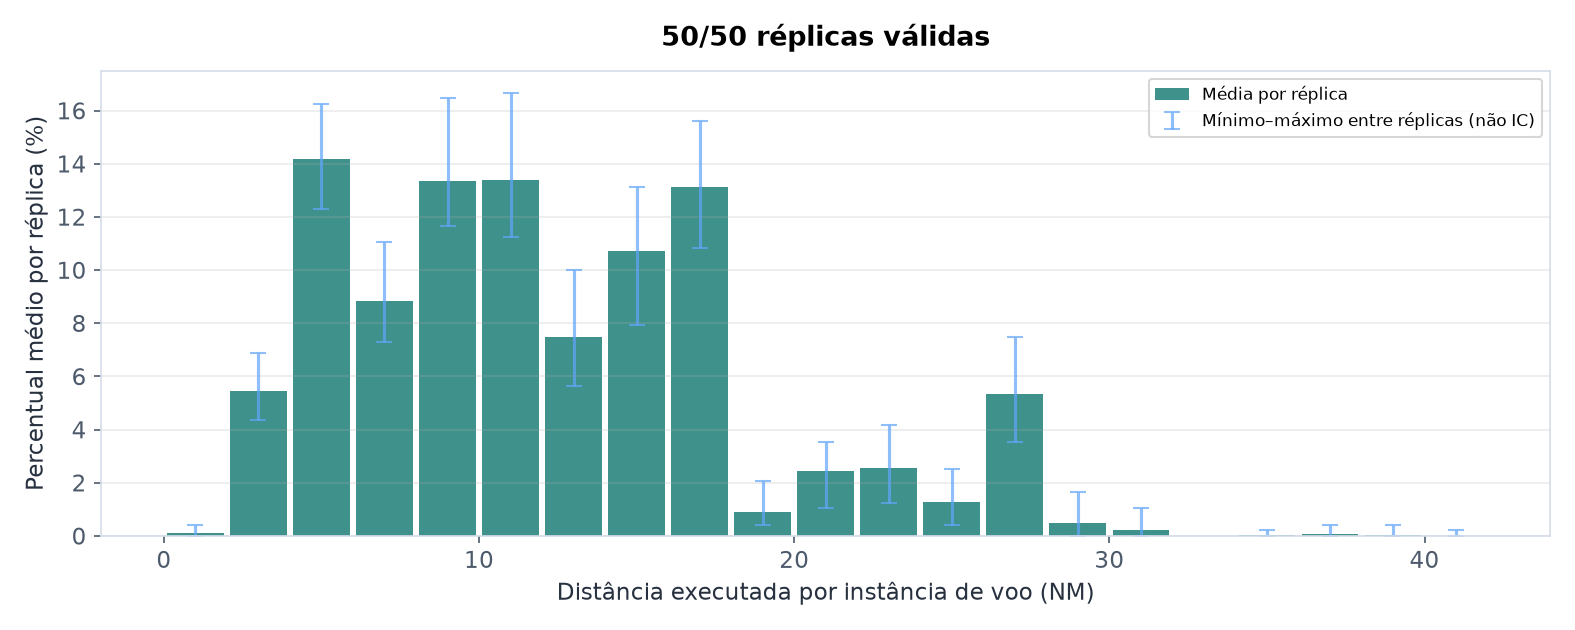 50/50 réplicas válidas
Média por réplica
Mínimo–máximo entre réplicas (não IC)
Percentual médio por réplica (%)
16
14
12
10
8
6
4
2
0
0 10 20 30 40
Distância executada por instância de voo (NM)